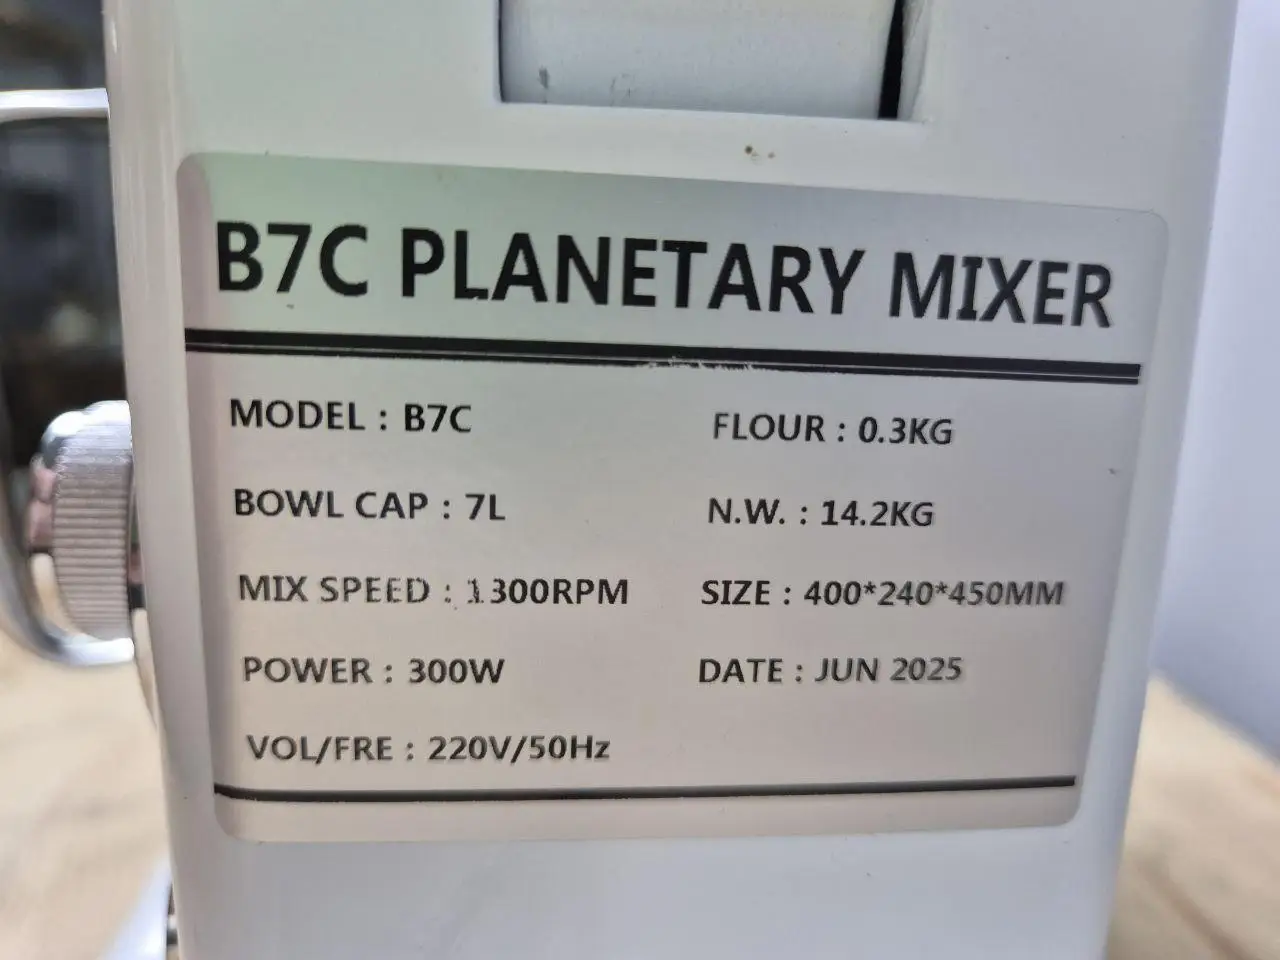 B7C PLANETARY MIXER
MODEL : B7C
FLOUR : 0.3KG
BOWL CAP : 7L
N.W. : 14.2KG
MIX SPEED : 1300RPM
SIZE : 400*240*450MM
POWER : 300W
DATE : JUN 2025
VOL/FRE : 220V/50Hz